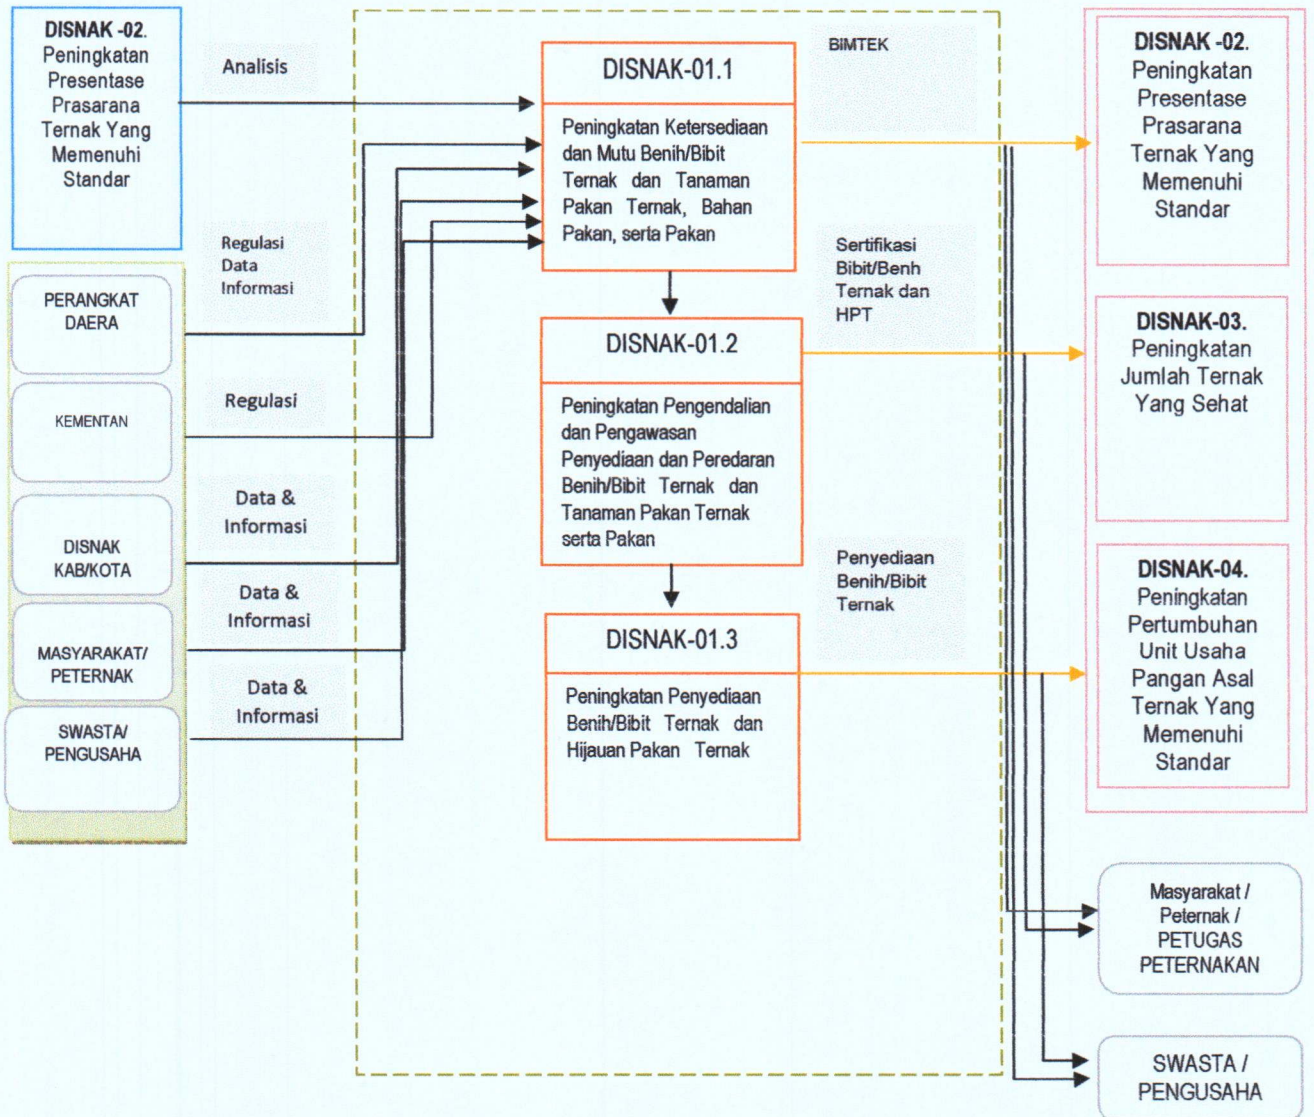 DISNAK -02.
Peningkatan
Presentase
Prasarana
Ternak Yang
Memenuhi
Standar
PERANGKAT
DAERA
KEMENTAN
DISNAK
KAB/KOTA
MASYARAKAT/
PETERNAK
SWASTA/
PENGUSAHA
Analisis
Regulasi
Data
Informasi
Regulasi
Data &
Informasi
Data &
Informasi
Data &
Informasi
DISNAK-01.1
Peningkatan Ketersediaan
dan Mutu Benih/Bibit
Ternak dan Tanaman
Pakan Ternak, Bahan
Pakan, serta Pakan
DISNAK-01.2
Peningkatan Pengendalian
dan Pengawasan
Penyediaan dan Peredaran
Benih/Bibit Ternak dan
Tanaman Pakan Ternak
serta Pakan
DISNAK-01.3
Peningkatan Penyediaan
Benih/Bibit Ternak dan
Hijauan Pakan Ternak
BIMTEK
Sertifikasi
Bibit/Benh
Ternak dan
HPT
Penyediaan
Benih/Bibit
Ternak
DISNAK -02.
Peningkatan
Presentase
Prasarana
Ternak Yang
Memenuhi
Standar
DISNAK-03.
Peningkatan
Jumlah Ternak
Yang Sehat
DISNAK-04.
Peningkatan
Pertumbuhan
Unit Usaha
Pangan Asal
Ternak Yang
Memenuhi
Standar
Masyarakat /
Peternak /
PETUGAS
PETERNAKAN
SWASTA /
PENGUSAHA